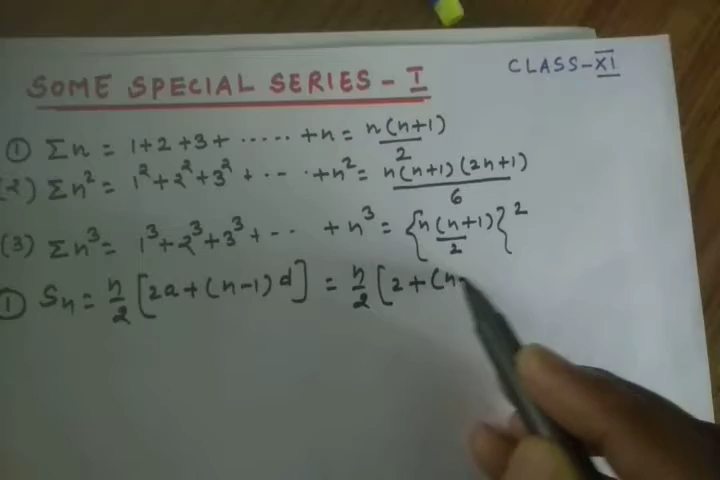 SOME SPECIAL SERIES - I
CLASS-XI
① Σn = 1+2+3+ ..... +n = n(n+1)/2
(2) Σn² = 1²+2²+3²+ .... +n² = n(n+1)(2n+1)/6
(3) Σn³ = 1³+2³+3³+ .... +n³ = {n(n+1)/2}²
① Sn = n/2 [2a+(n-1)d] = n/2 [2+(n-